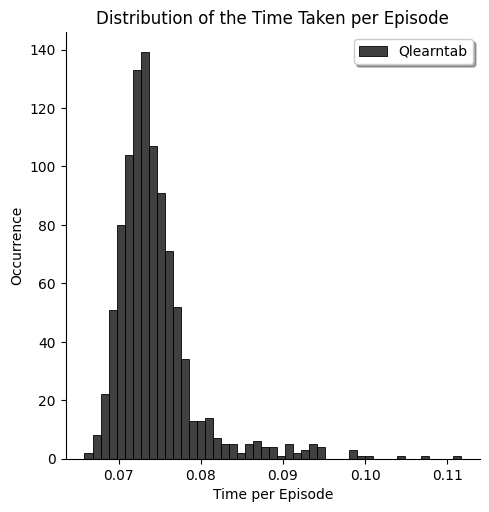 Distribution of the Time Taken per Episode
Qlearntab
140
120
100
80
60
40
20
0
Occurrence
0.07 0.08 0.09 0.10 0.11
Time per Episode